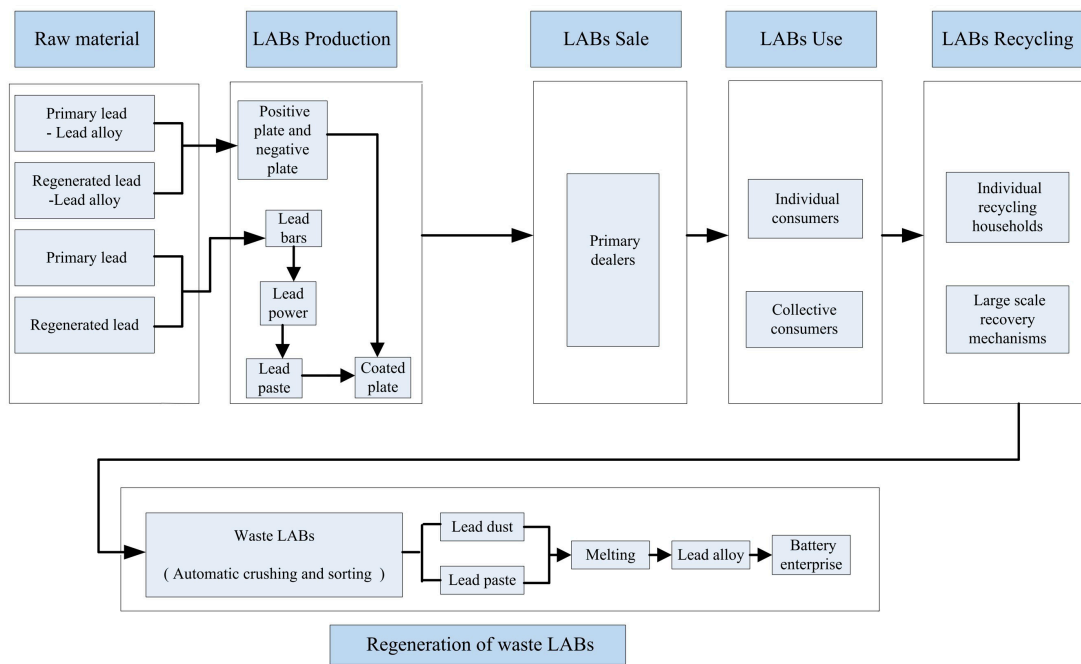 Raw material
LABs Production
LABs Sale
LABs Use
LABs Recycling
Primary lead
- Lead alloy
Regenerated lead
-Lead alloy
Primary lead
Regenerated lead
Positive
plate and
negative
plate
Lead
bars
Lead
power
Lead
paste
Coated
plate
Primary
dealers
Individual
consumers
Collective
consumers
Individual
recycling
households
Large scale
recovery
mechanisms
Waste LABs
( Automatic crushing and sorting )
Lead dust
Lead paste
Melting
Lead alloy
Battery
enterprise
Regeneration of waste LABs